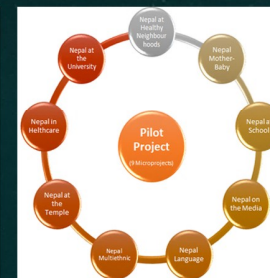 Nepal at
Healthy
Neighbour
hoods
Nepal
Mother-
Baby
Nepal at
School
Nepal on
the Media
Nepal
Language
Nepal
Multiethnic
Nepal at
the
Temple
Nepal in
Helthcare
Nepal at
the
University
Pilot
Project
(9 Microprojects)